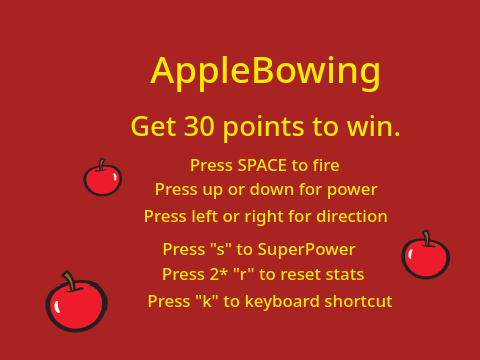 AppleBowing
Get 30 points to win.
Press SPACE to fire
Press up or down for power
Press left or right for direction
Press "s" to SuperPower
Press 2* "r" to reset stats
Press "k" to keyboard shortcut